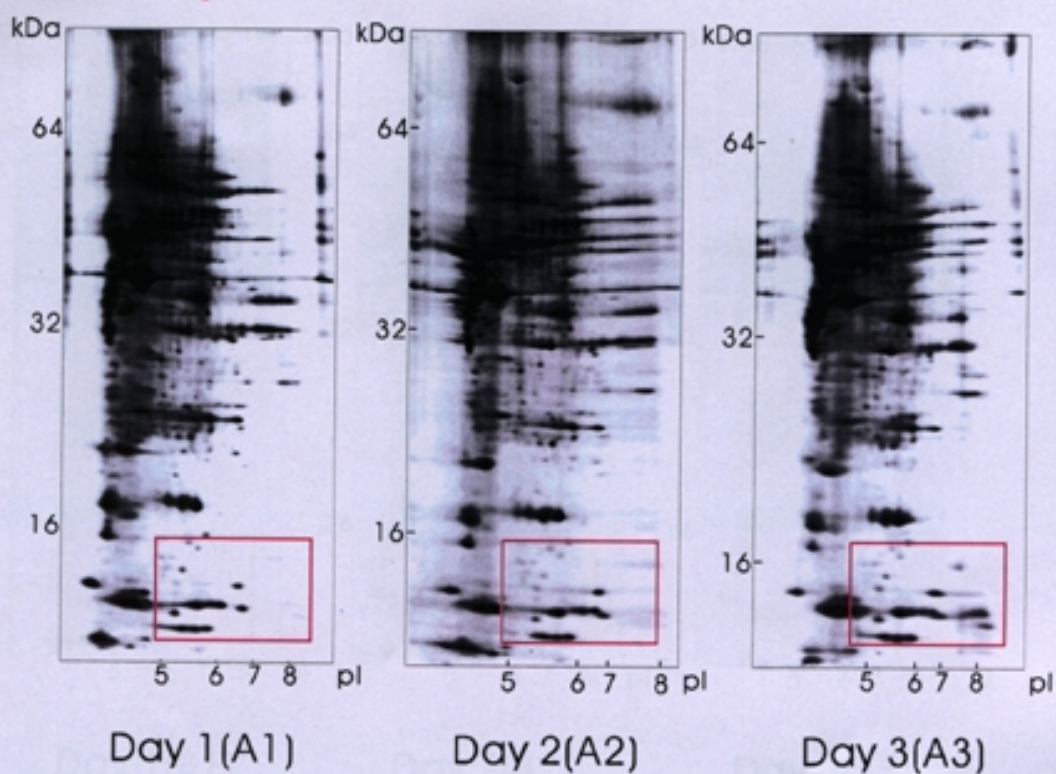 kDa kDa kDa
64 64 64
32 32 32
16 16 16
5 6 7 8 pI 5 6 7 8 pI 5 6 7 8 pI
Day 1(A1) Day 2(A2) Day 3(A3)